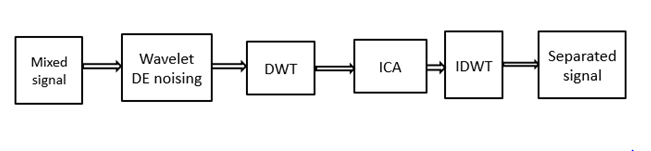 Mixed
signal
Wavelet
DE noising
DWT
ICA
IDWT
Separated
signal